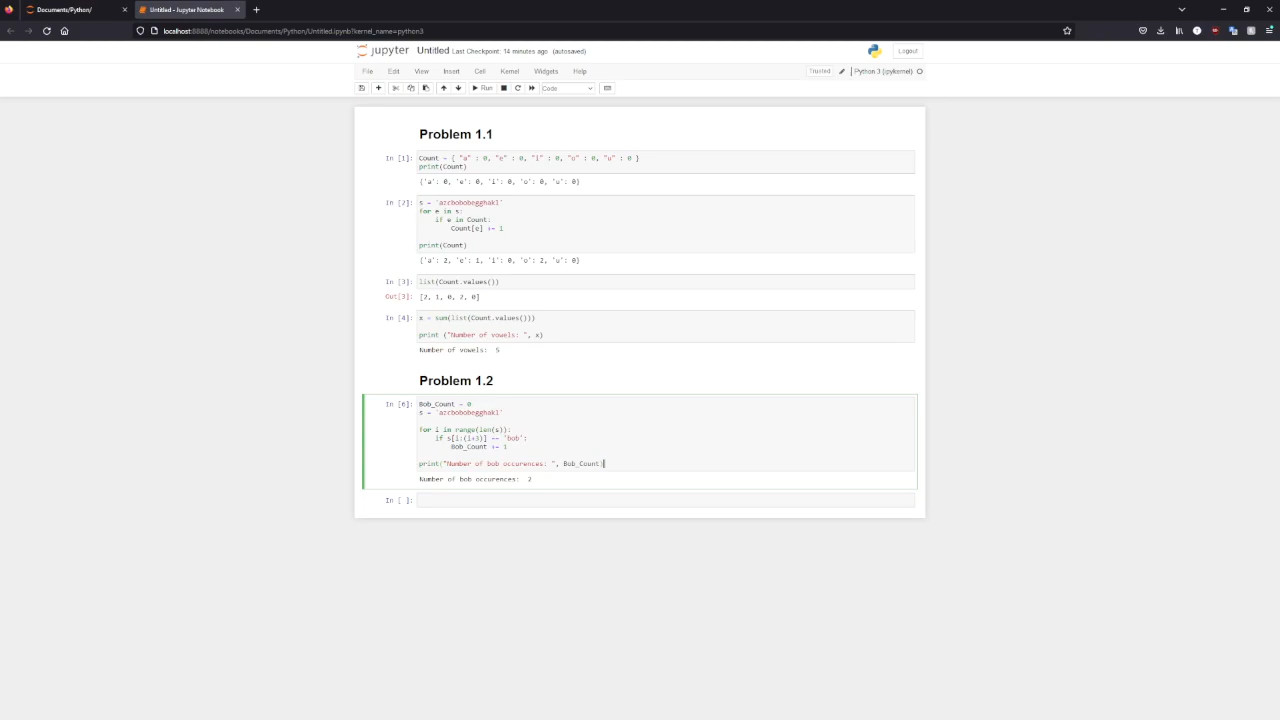 Documents/Python/
Untitled - Jupyter Notebook
localhost:8888/notebooks/Documents/Python/Untitled.ipynb?kernel_name=python3
jupyter Untitled Last Checkpoint: 14 minutes ago (autosaved)
Logout
File Edit View Insert Cell Kernel Widgets Help
Trusted
Python 3 (ipykernel)
Run
Code
Problem 1.1
In [1]: Count = { "a" : 0, "e" : 0, "i" : 0, "o" : 0, "u" : 0 }
print(Count)
{'a': 0, 'e': 0, 'i': 0, 'o': 0, 'u': 0}
In [2]: s = 'azcbobobegghakl'
for e in s:
if e in Count:
Count[e] += 1
print(Count)
{'a': 2, 'e': 1, 'i': 0, 'o': 2, 'u': 0}
In [3]: list(Count.values())
Out[3]: [2, 1, 0, 2, 0]
In [4]: x = sum(list(Count.values()))
print ("Number of vowels: ", x)
Number of vowels:  5
Problem 1.2
In [6]: Bob_Count = 0
s = 'azcbobobegghakl'
for i in range(len(s)):
if s[i:(i+3)] == 'bob':
Bob_Count += 1
print("Number of bob occurences: ", Bob_Count)
Number of bob occurences:  2
In [ ]: